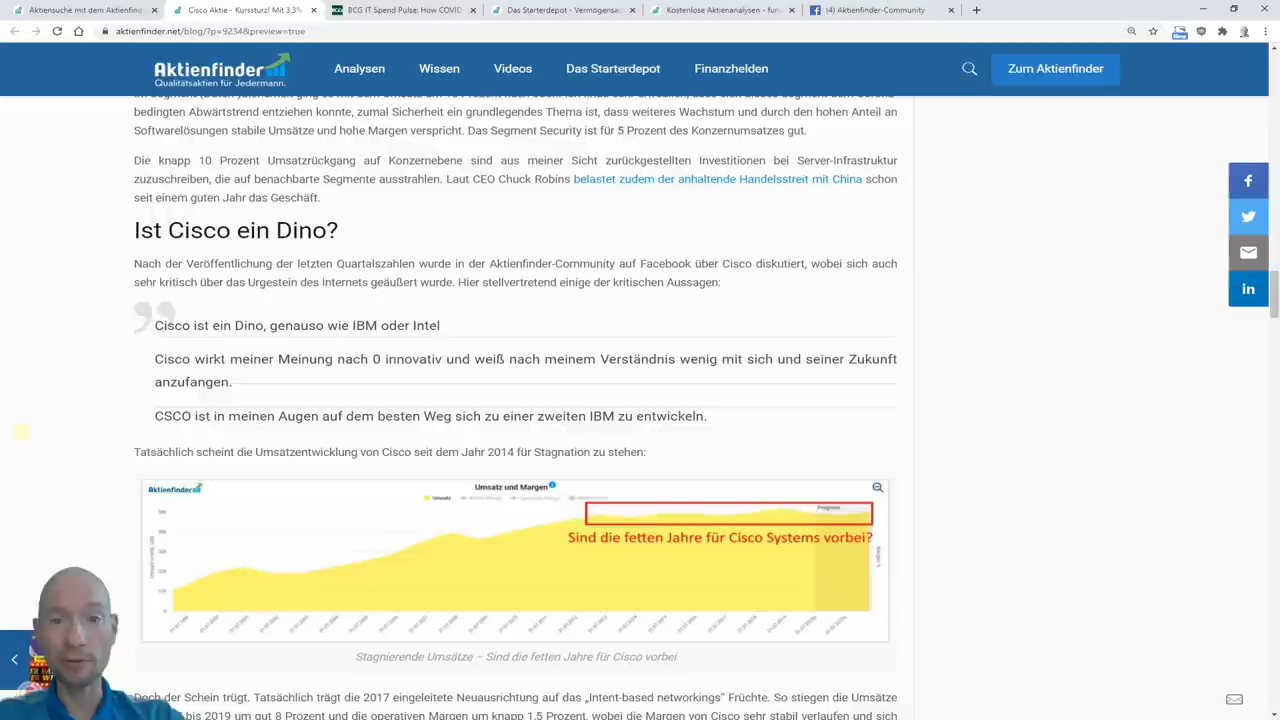 Aktiensuche mit dem Aktienfinder
Cisco Aktie - Kurssturz! Mit 3,3%
BCG IT Spend Pulse: How COVID
Das Starterdepot - Vermögensau
Kostenlose Aktienanalysen - fun
(4) Aktienfinder-Community
aktienfinder.net/blog/?p=9234&preview=true
Aktienfinder
Qualitätsaktien für Jedermann.
Analysen
Wissen
Videos
Das Starterdepot
Finanzhelden
Zum Aktienfinder
bedingten Abwärtstrend entziehen konnte, zumal Sicherheit ein grundlegendes Thema ist, dass weiteres Wachstum und durch den hohen Anteil an
Softwarelösungen stabile Umsätze und hohe Margen verspricht. Das Segment Security ist für 5 Prozent des Konzernumsatzes gut.
Die knapp 10 Prozent Umsatzrückgang auf Konzernebene sind aus meiner Sicht zurückgestellten Investitionen bei Server-Infrastruktur
zuzuschreiben, die auf benachbarte Segmente ausstrahlen. Laut CEO Chuck Robins belastet zudem der anhaltende Handelsstreit mit China schon
seit einem guten Jahr das Geschäft.
Ist Cisco ein Dino?
Nach der Veröffentlichung der letzten Quartalszahlen wurde in der Aktienfinder-Community auf Facebook über Cisco diskutiert, wobei sich auch
sehr kritisch über das Urgestein des Internets geäußert wurde. Hier stellvertretend einige der kritischen Aussagen:
Cisco ist ein Dino, genauso wie IBM oder Intel
Cisco wirkt meiner Meinung nach 0 innovativ und weiß nach meinem Verständnis wenig mit sich und seiner Zukunft
anzufangen.
CSCO ist in meinen Augen auf dem besten Weg sich zu einer zweiten IBM zu entwickeln.
Tatsächlich scheint die Umsatzentwicklung von Cisco seit dem Jahr 2014 für Stagnation zu stehen:
Aktienfinder
Umsatz und Margen
Umsatz
Prognose
Sind die fetten Jahre für Cisco Systems vorbei?
Stagnierende Umsätze – Sind die fetten Jahre für Cisco vorbei
Doch der Schein trügt. Tatsächlich trägt die 2017 eingeleitete Neuausrichtung auf das „Intent-based networkings" Früchte. So stiegen die Umsätze
bis 2019 um gut 8 Prozent und die operativen Margen um knapp 1,5 Prozent, wobei die Margen von Cisco sehr stabil verlaufen und sich